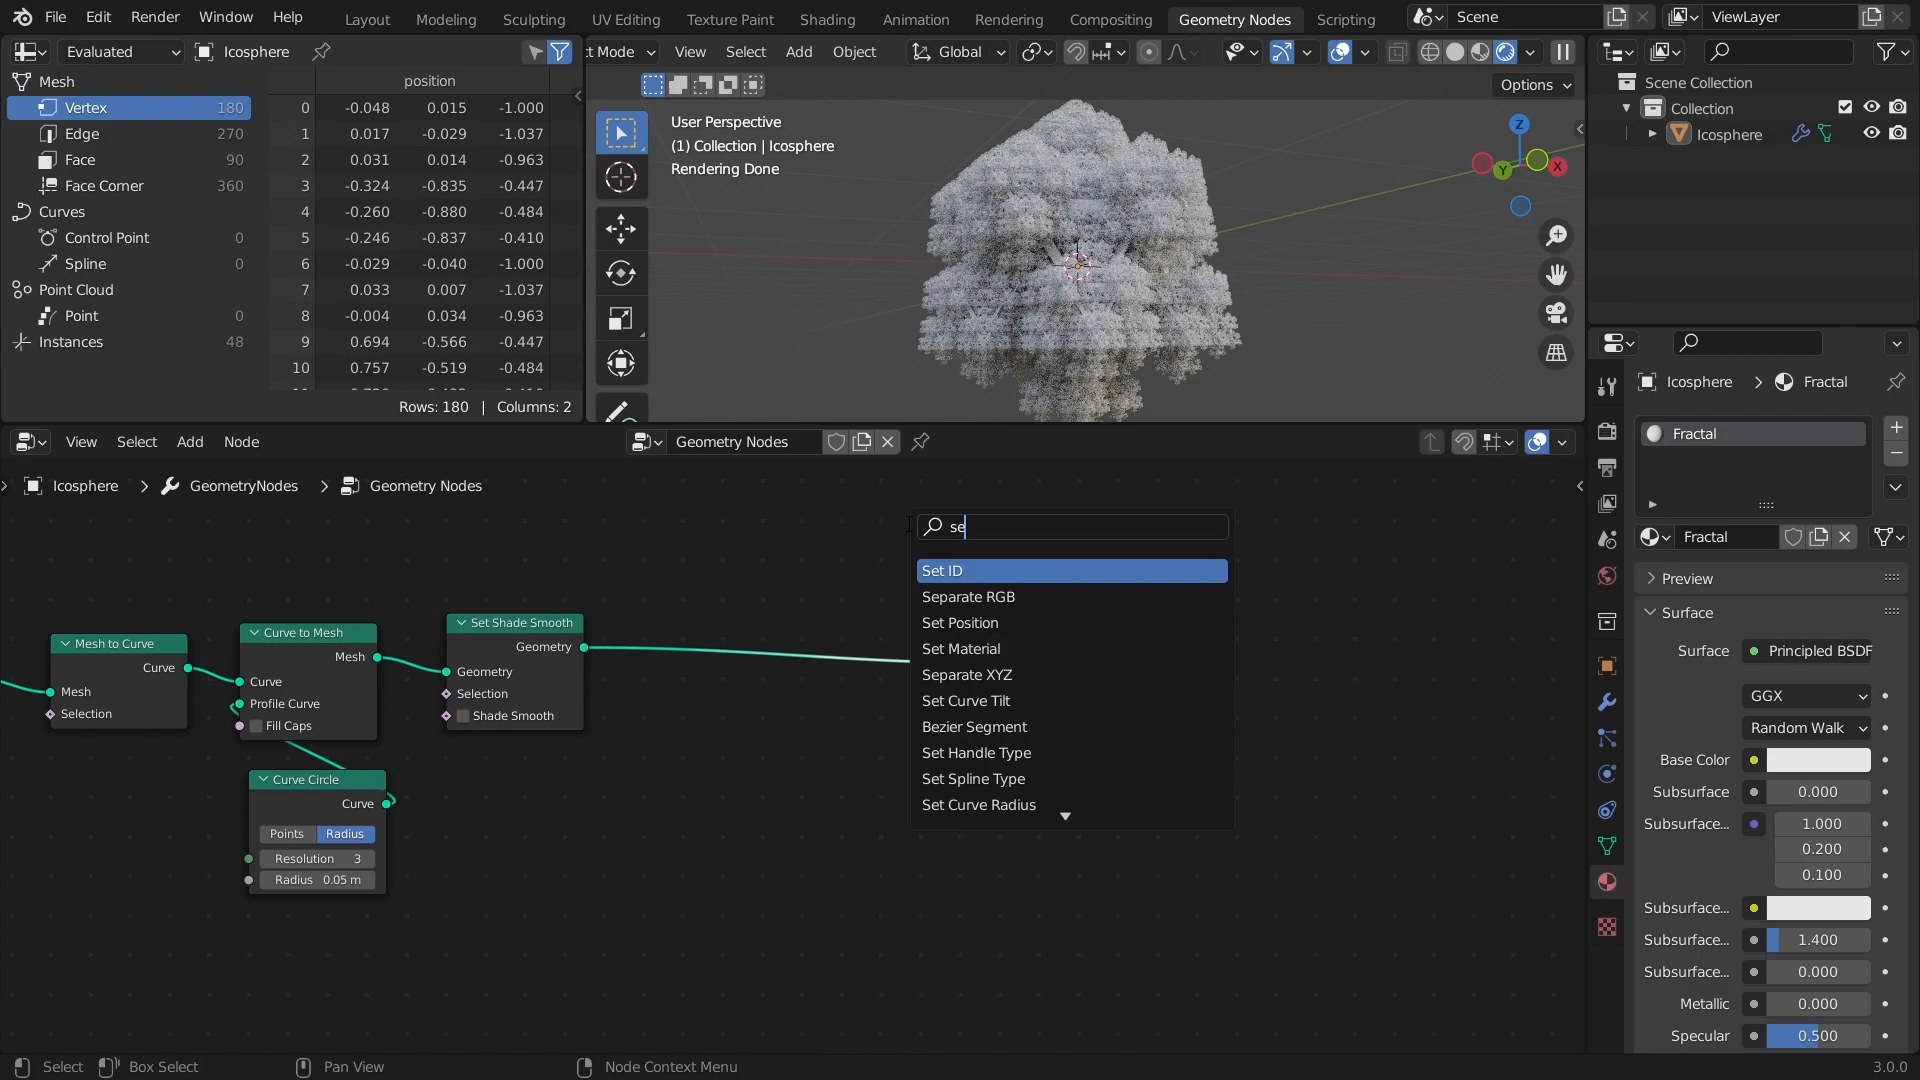 File Edit Render Window Help Layout Modeling Sculpting UV Editing Texture Paint Shading Animation Rendering Compositing Geometry Nodes Scripting Scene ViewLayer
Evaluated Icosphere
ct Mode View Select Add Object Global
Options
Mesh
Vertex 180
Edge 270
Face 90
Face Corner 360
Curves
Control Point 0
Spline 0
Point Cloud
Point 0
Instances 48
position
0 -0.048 0.015 -1.000
1 0.017 -0.029 -1.037
2 0.031 0.014 -0.963
3 -0.324 -0.835 -0.447
4 -0.260 -0.880 -0.484
5 -0.246 -0.837 -0.410
6 -0.029 -0.040 -1.000
7 0.033 0.007 -1.037
8 -0.004 0.034 -0.963
9 0.694 -0.566 -0.447
10 0.757 -0.519 -0.484
Rows: 180 | Columns: 2
User Perspective
(1) Collection | Icosphere
Rendering Done
Z
Y
X
Scene Collection
Collection
Icosphere
View Select Add Node Geometry Nodes
Icosphere > GeometryNodes > Geometry Nodes
Mesh to Curve
Curve
Mesh
Selection
Curve to Mesh
Mesh
Curve
Profile Curve
Fill Caps
Curve Circle
Curve
Points Radius
Resolution 3
Radius 0.05 m
Set Shade Smooth
Geometry
Geometry
Selection
Shade Smooth
se
Set ID
Separate RGB
Set Position
Set Material
Separate XYZ
Set Curve Tilt
Bezier Segment
Set Handle Type
Set Spline Type
Set Curve Radius
Icosphere > Fractal
Fractal
Fractal
Preview
Surface
Surface Principled BSDF
GGX
Random Walk
Base Color
Subsurface 0.000
Subsurface... 1.000
0.200
0.100
Subsurface...
Subsurface... 1.400
Subsurface... 0.000
Metallic 0.000
Specular 0.500
Select Box Select Pan View Node Context Menu 3.0.0